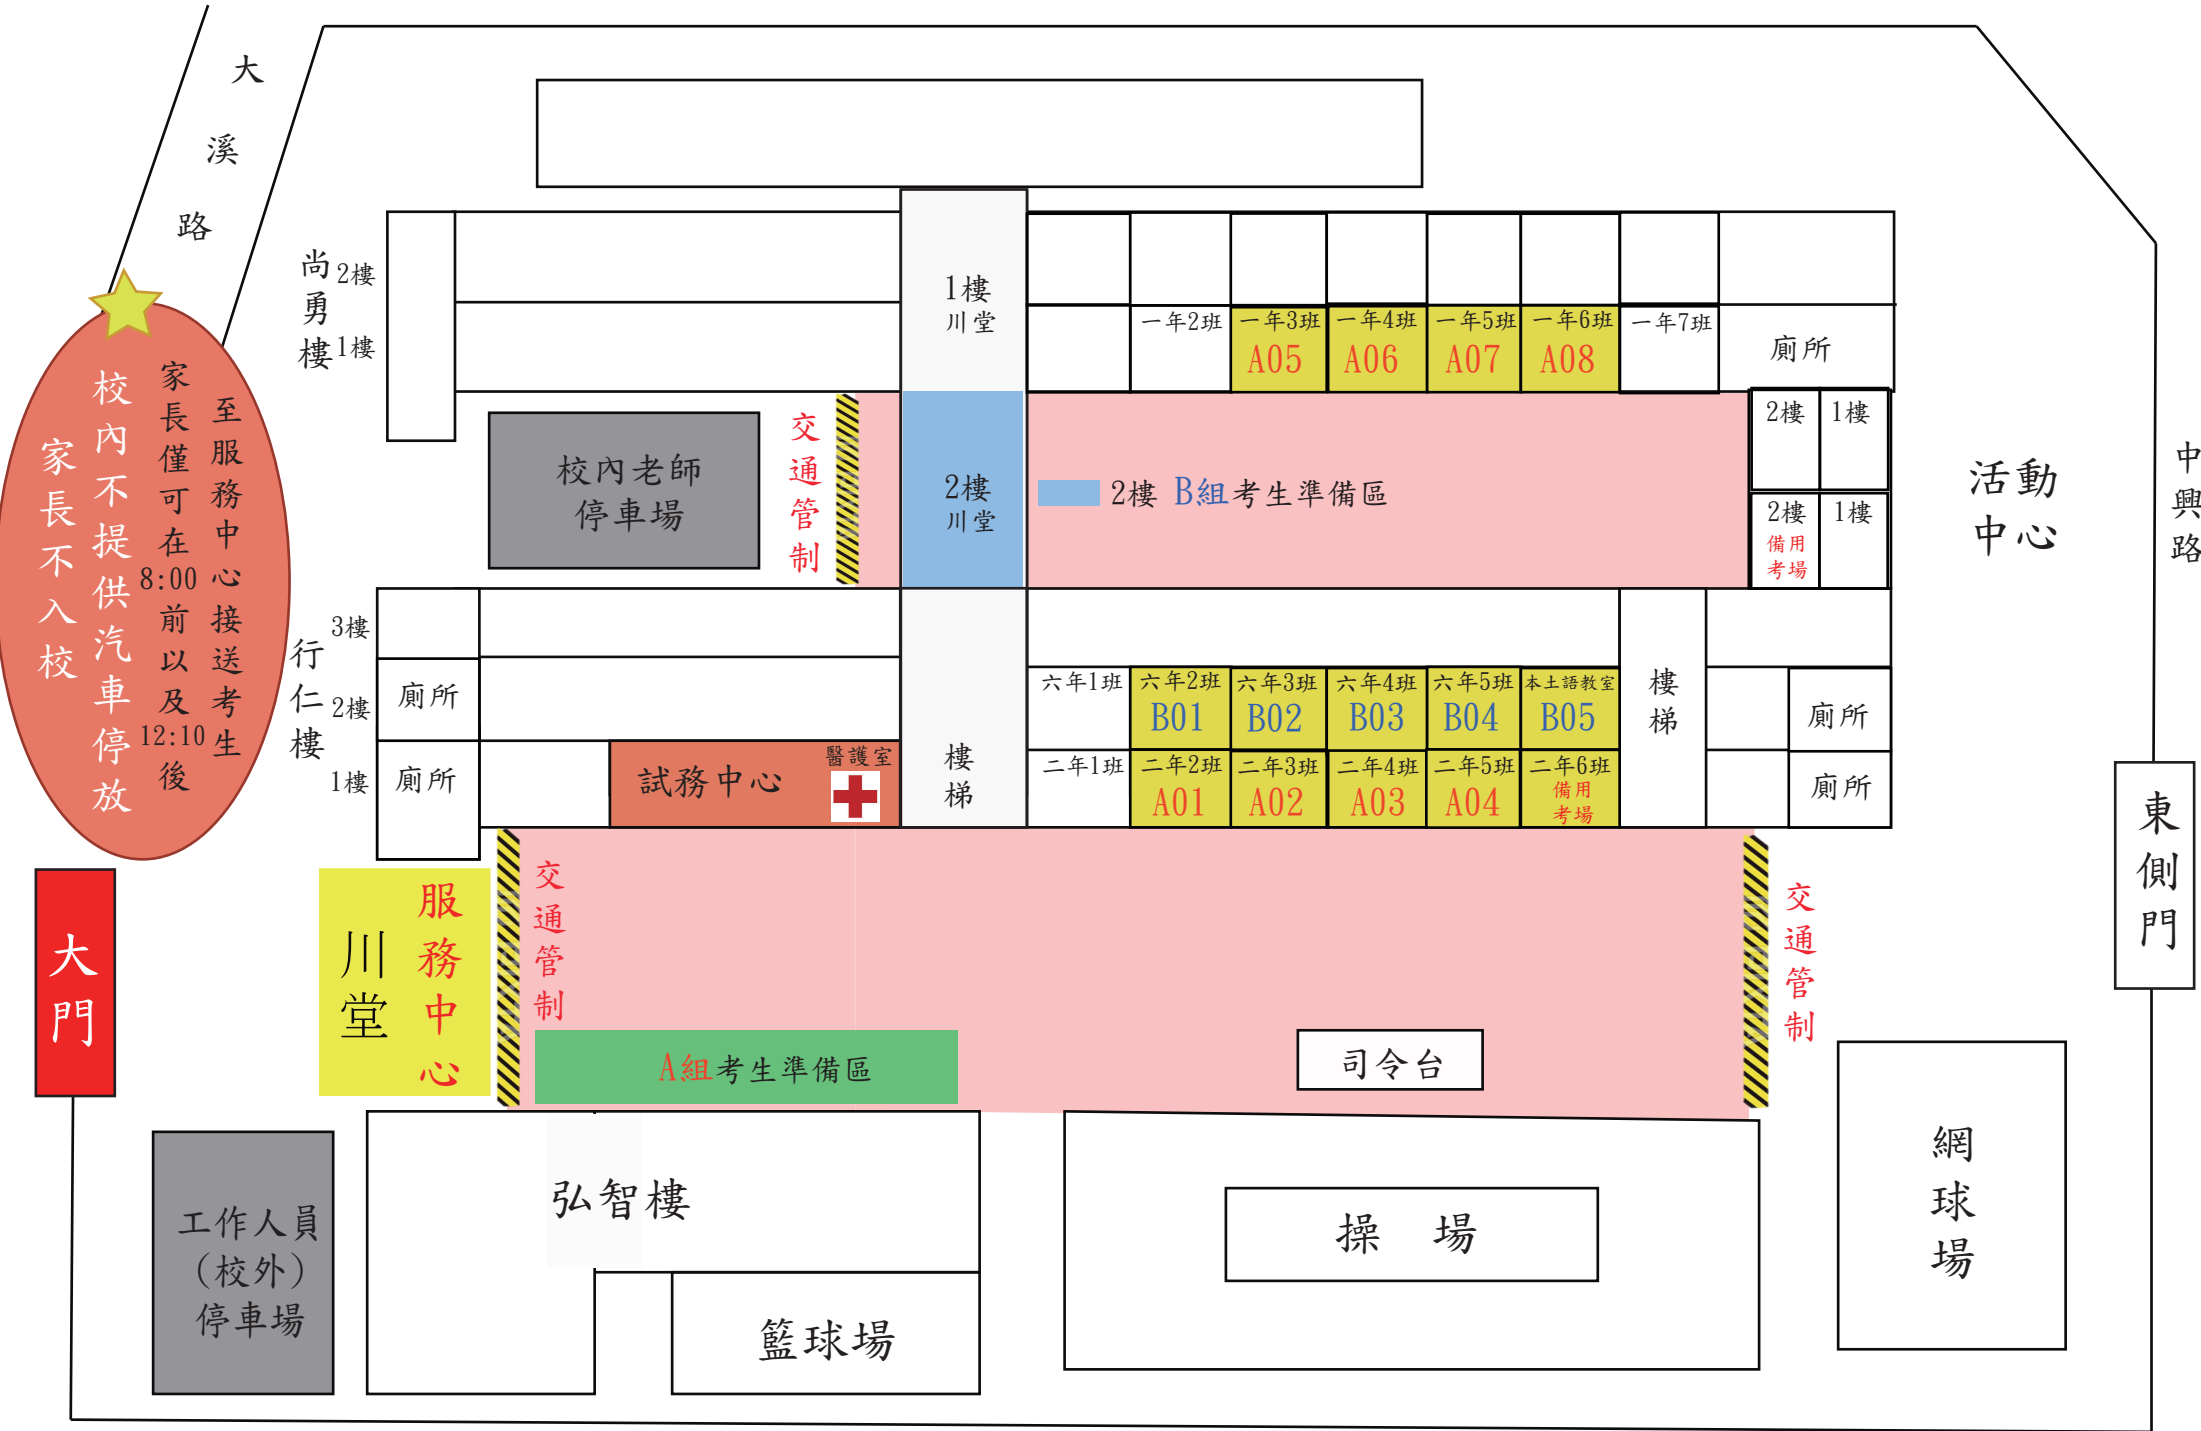 大溪路
尚勇樓
2樓
1樓
1樓
川堂
一年2班
一年3班
A05
一年4班
A06
一年5班
A07
一年6班
A08
一年7班
廁所
校內老師
停車場
交通管制
2樓
川堂
2樓 B組考生準備區
2樓
1樓
2樓
備用
考場
1樓
活動
中心
中興路
至服務中心接送考生
家長僅可在8:00前以及12:10後
校內不提供汽車停放
家長不入校
行仁樓
3樓
2樓
1樓
廁所
廁所
試務中心
醫護室
樓梯
六年1班
六年2班
B01
六年3班
B02
六年4班
B03
六年5班
B04
本土語教室
B05
二年1班
二年2班
A01
二年3班
A02
二年4班
A03
二年5班
A04
二年6班
備用
考場
樓梯
廁所
廁所
東側門
大門
川堂
服務中心
交通管制
A組考生準備區
司令台
交通管制
工作人員
(校外)
停車場
弘智樓
籃球場
操場
網球場